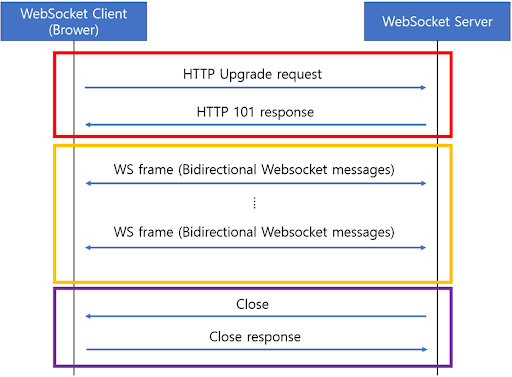 WebSocket Client
(Brower)
WebSocket Server
HTTP Upgrade request
HTTP 101 response
WS frame (Bidirectional Websocket messages)
WS frame (Bidirectional Websocket messages)
Close
Close response